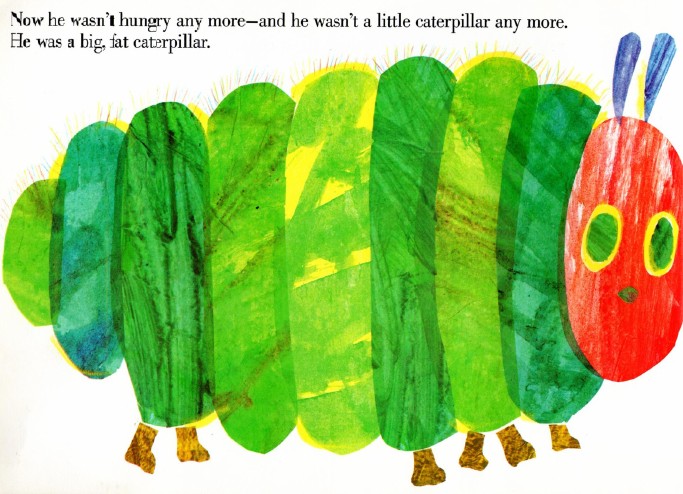 Now he wasn't hungry any more—and he wasn't a little caterpillar any more.
He was a big, fat caterpillar.